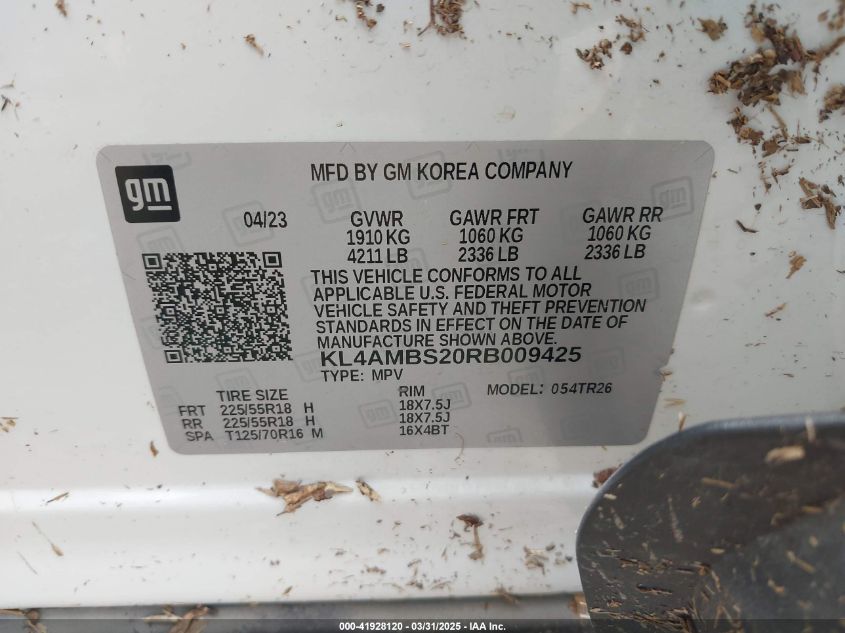 gm
MFD BY GM KOREA COMPANY
04/23 GVWR GAWR FRT GAWR RR
1910 KG 1060 KG 1060 KG
4211 LB 2336 LB 2336 LB
THIS VEHICLE CONFORMS TO ALL
APPLICABLE U.S. FEDERAL MOTOR
VEHICLE SAFETY AND THEFT PREVENTION
STANDARDS IN EFFECT ON THE DATE OF
MANUFACTURE SHOWN ABOVE.
KL4AMBS20RB009425
TYPE: MPV
TIRE SIZE RIM MODEL: 054TR26
FRT 225/55R18 H 18X7.5J
RR 225/55R18 H 18X7.5J
SPA T125/70R16 M 16X4BT
000-41928120 - 03/31/2025 - IAA Inc.